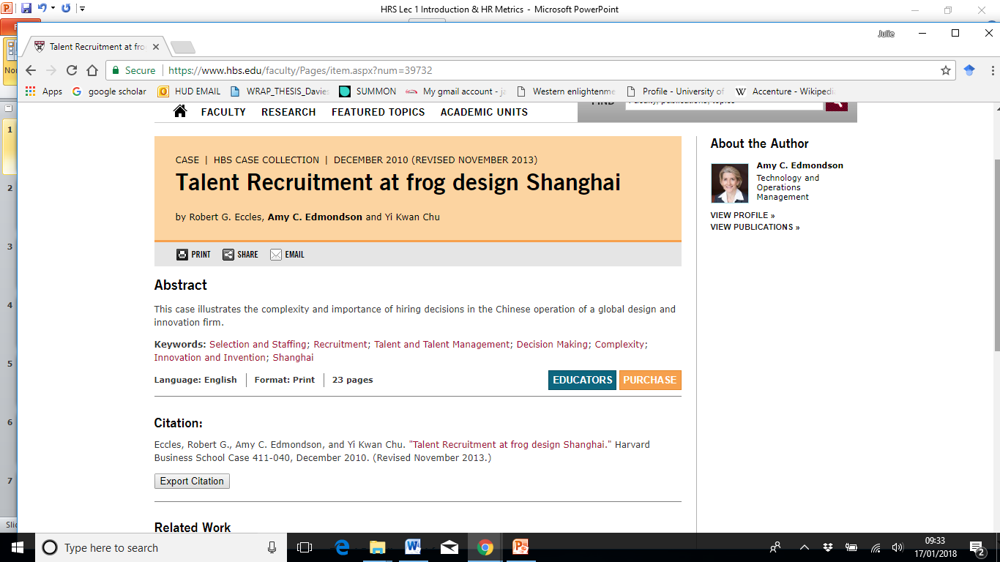 HRS Lec 1 Introduction & HR Metrics - Microsoft PowerPoint
Julie
Talent Recruitment at fro
Secure | https://www.hbs.edu/faculty/Pages/item.aspx?num=39732
Apps google scholar HUD EMAIL WRAP_THESIS_Davies SUMMON My gmail account - ja Western enlightenme Profile - University of Accenture - Wikipedi
FACULTY RESEARCH FEATURED TOPICS ACADEMIC UNITS
FIND Faculty, publications, topics
CASE | HBS CASE COLLECTION | DECEMBER 2010 (REVISED NOVEMBER 2013)
Talent Recruitment at frog design Shanghai
by Robert G. Eccles, Amy C. Edmondson and Yi Kwan Chu
PRINT SHARE EMAIL
Abstract
This case illustrates the complexity and importance of hiring decisions in the Chinese operation of a global design and
innovation firm.
Keywords: Selection and Staffing; Recruitment; Talent and Talent Management; Decision Making; Complexity;
Innovation and Invention; Shanghai
Language: English | Format: Print | 23 pages
EDUCATORS PURCHASE
Citation:
Eccles, Robert G., Amy C. Edmondson, and Yi Kwan Chu. "Talent Recruitment at frog design Shanghai." Harvard
Business School Case 411-040, December 2010. (Revised November 2013.)
Export Citation
Related Work
About the Author
Amy C. Edmondson
Technology and
Operations
Management
VIEW PROFILE »
VIEW PUBLICATIONS »
1
2
3
4
5
6
7
Type here to search
09:33
17/01/2018
2